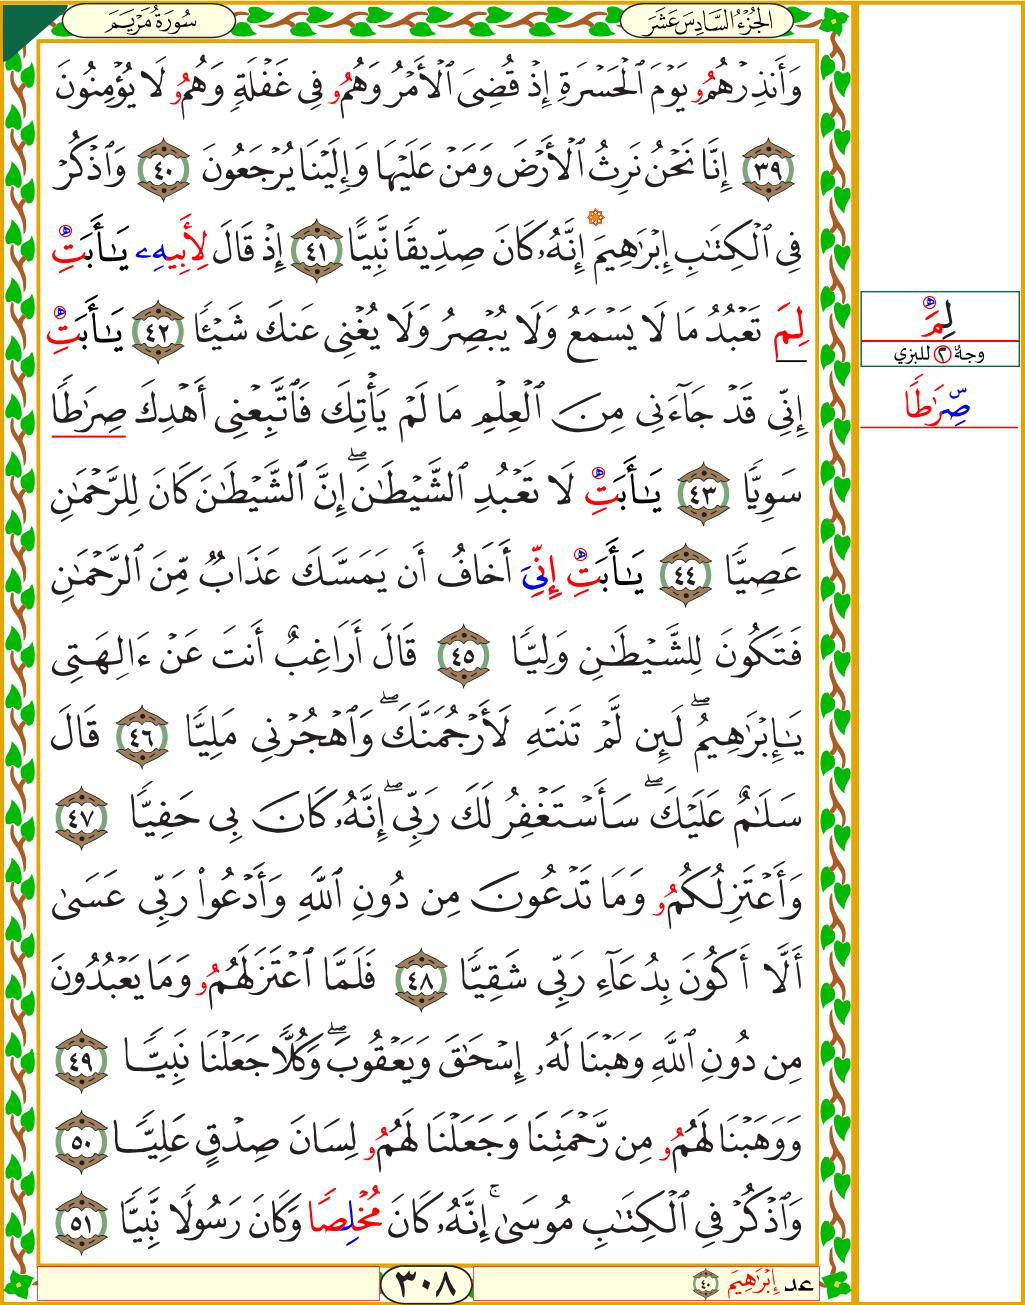 الجُزْءُ السَّادِسَ عَشَرَ
سُورَةُ مَرْيَمَ
وَأَنذِرْهُمُو يَوْمَ ٱلْحَسْرَةِ إِذْ قُضِىَ ٱلْأَمْرُ وَهُمُو فِى غَفْلَةٍ وَهُمُو لَا يُؤْمِنُونَ
٣٩ إِنَّا نَحْنُ نَرِثُ ٱلْأَرْضَ وَمَنْ عَلَيْهَا وَإِلَيْنَا يُرْجَعُونَ ٤٠ وَٱذْكُرْ
فِى ٱلْكِتَٰبِ إِبْرَٰهِيمَ إِنَّهُۥ كَانَ صِدِّيقًا نَّبِيًّا ٤١ إِذْ قَالَ لِأَبِيهِۦ يَٰٓأَبَتِ
لِمَ تَعْبُدُ مَا لَا يَسْمَعُ وَلَا يُبْصِرُ وَلَا يُغْنِى عَنكَ شَيْـًٔا ٤٢ يَٰٓأَبَتِ
إِنِّى قَدْ جَآءَنِى مِنَ ٱلْعِلْمِ مَا لَمْ يَأْتِكَ فَٱتَّبِعْنِى أَهْدِكَ صِرَٰطًا
سَوِيًّا ٤٣ يَٰٓأَبَتِ لَا تَعْبُدِ ٱلشَّيْطَٰنَ ۖ إِنَّ ٱلشَّيْطَٰنَ كَانَ لِلرَّحْمَٰنِ
عَصِيًّا ٤٤ يَٰٓأَبَتِ إِنِّىَ أَخَافُ أَن يَمَسَّكَ عَذَابٌ مِّنَ ٱلرَّحْمَٰنِ
فَتَكُونَ لِلشَّيْطَٰنِ وَلِيًّا ٤٥ قَالَ أَرَاغِبٌ أَنتَ عَنْ ءَالِهَتِى
يَٰٓإِبْرَٰهِيمُ ۖ لَئِن لَّمْ تَنتَهِ لَأَرْجُمَنَّكَ ۖ وَٱهْجُرْنِى مَلِيًّا ٤٦ قَالَ
سَلَٰمٌ عَلَيْكَ ۖ سَأَسْتَغْفِرُ لَكَ رَبِّىٓ ۖ إِنَّهُۥ كَانَ بِى حَفِيًّا ٤٧
وَأَعْتَزِلُكُمُو وَمَا تَدْعُونَ مِن دُونِ ٱللَّهِ وَأَدْعُوا۟ رَبِّى عَسَىٰ
أَلَّا أَكُونَ بِدُعَآءِ رَبِّى شَقِيًّا ٤٨ فَلَمَّا ٱعْتَزَلَهُمُو وَمَا يَعْبُدُونَ
مِن دُونِ ٱللَّهِ وَهَبْنَا لَهُۥ إِسْحَٰقَ وَيَعْقُوبَ ۖ وَكُلًّا جَعَلْنَا نَبِيًّا ٤٩
وَوَهَبْنَا لَهُمُو مِن رَّحْمَتِنَا وَجَعَلْنَا لَهُمُو لِسَانَ صِدْقٍ عَلِيًّا ٥٠
وَٱذْكُرْ فِى ٱلْكِتَٰبِ مُوسَىٰٓ ۚ إِنَّهُۥ كَانَ مُخْلِصًا وَكَانَ رَسُولًا نَّبِيًّا ٥١
لِمَ
وجهٌ ٢ للبزي
صِّرَٰطًا
عد إِبْرَٰهِيمَ ٤٠
٣٠٨